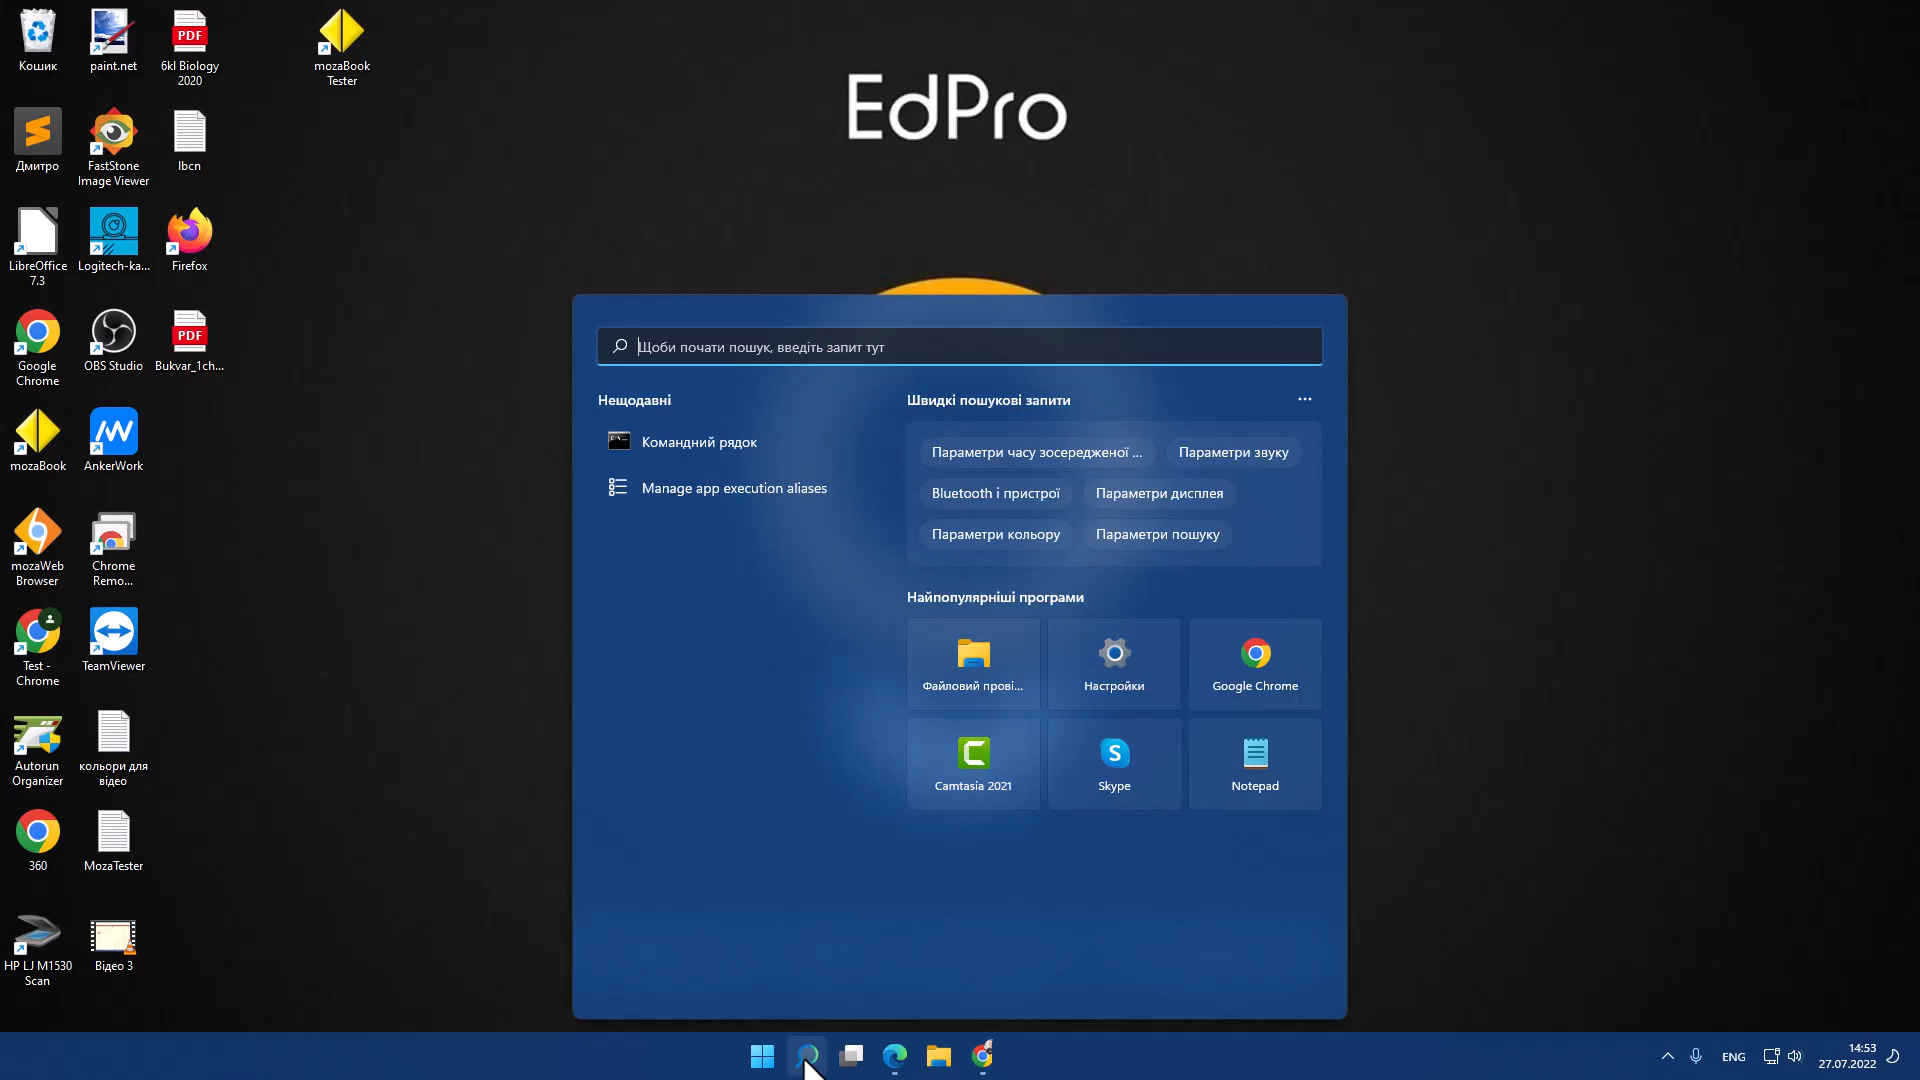 Кошик
paint.net
6kl Biology
2020
mozaBook
Tester
EdPro
Дмитро
FastStone
Image Viewer
lbcn
LibreOffice
7.3
Logitech-ka...
Firefox
Google
Chrome
OBS Studio
Bukvar_1ch...
mozaBook
AnkerWork
mozaWeb
Browser
Chrome
Remo...
Test -
Chrome
TeamViewer
Autorun
Organizer
кольори для
відео
360
MozaTester
HP LJ M1530
Scan
Відео 3
PDF
PDF
Щоби почати пошук, введіть запит тут
Нещодавні
Командний рядок
Manage app execution aliases
Швидкі пошукові запити
Параметри часу зосередженої ...
Параметри звуку
Bluetooth і пристрої
Параметри дисплея
Параметри кольору
Параметри пошуку
Найпопулярніші програми
Файловий прові...
Настройки
Google Chrome
Camtasia 2021
Skype
Notepad
ENG
14:53
27.07.2022